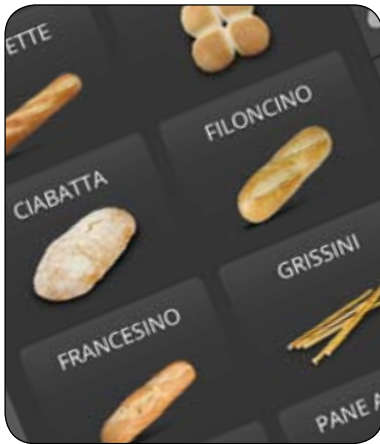 ETTE
FILONCINO
CIABATTA
GRISSINI
FRANCESINO
PANE A